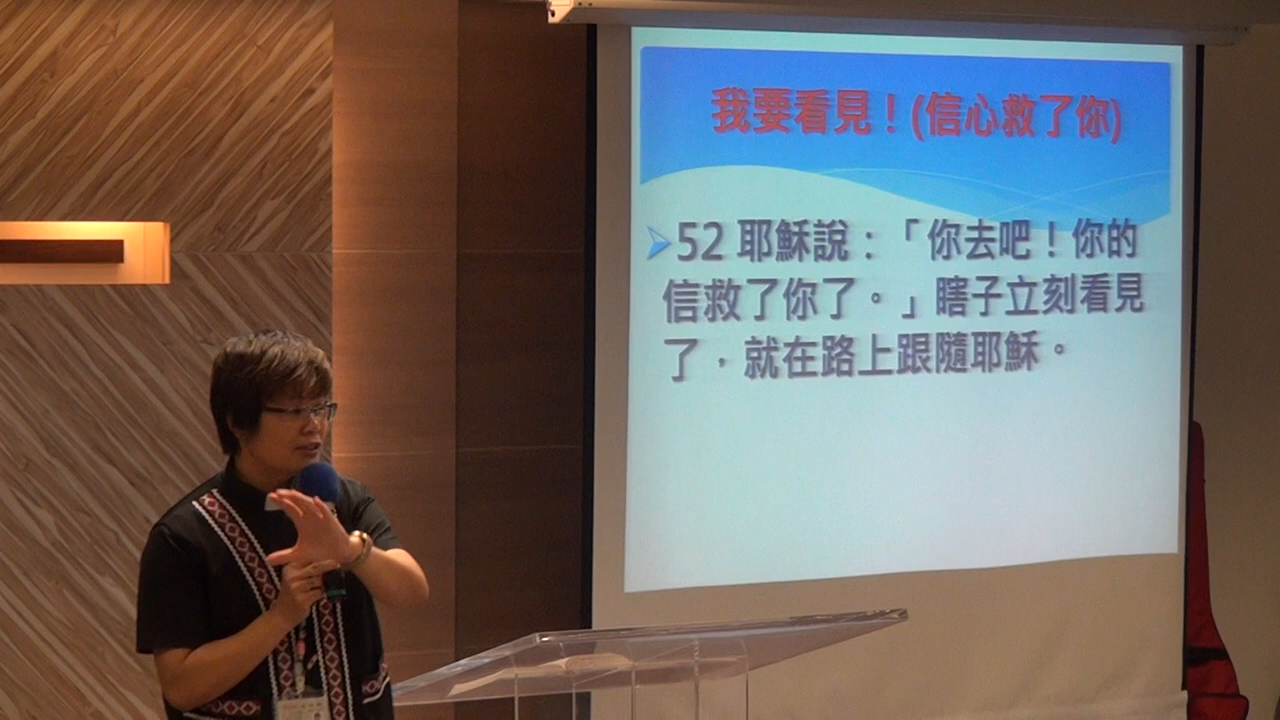 我要看見！(信心救了你)
52 耶穌說：「你去吧！你的
信救了你了。」瞎子立刻看見
了，就在路上跟隨耶穌。